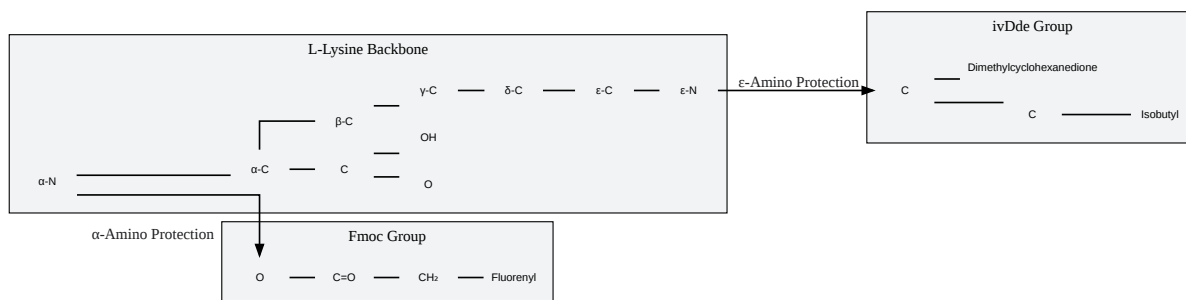 ivDde Group
L-Lysine Backbone
Dimethylcyclohexanedione
γ-C δ-C ε-C ε-N
ε-Amino Protection
C
C Isobutyl
β-C
OH
α-C C
α-N
O
α-Amino Protection
Fmoc Group
O C=O CH₂ Fluorenyl